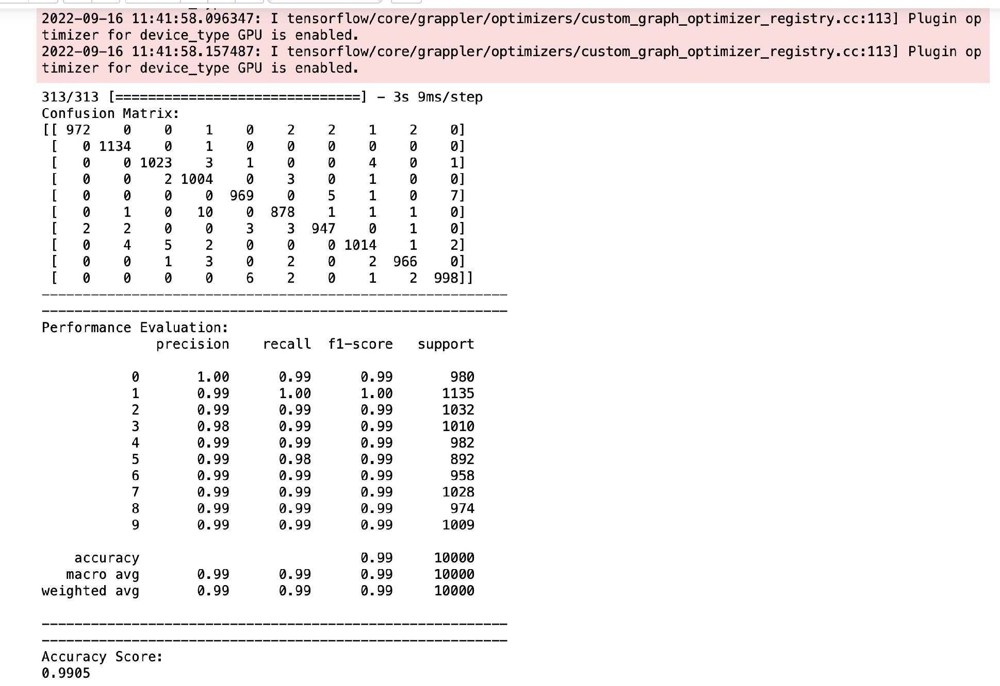 2022-09-16 11:41:58.096347: I tensorflow/core/grappler/optimizers/custom_graph_optimizer_registry.cc:113] Plugin op
timizer for device_type GPU is enabled.
2022-09-16 11:41:58.157487: I tensorflow/core/grappler/optimizers/custom_graph_optimizer_registry.cc:113] Plugin op
timizer for device_type GPU is enabled.
313/313 [==============================] - 3s 9ms/step
Confusion Matrix:
[[ 972    0    0    1    0    2    2    1    2    0]
 [   0 1134    0    1    0    0    0    0    0    0]
 [   0    0 1023    3    1    0    0    4    0    1]
 [   0    0    2 1004    0    3    0    1    0    0]
 [   0    0    0    0  969    0    5    1    0    7]
 [   0    1    0   10    0  878    1    1    1    0]
 [   2    2    0    0    3    3  947    0    1    0]
 [   0    4    5    2    0    0    0 1014    1    2]
 [   0    0    1    3    0    2    0    2  966    0]
 [   0    0    0    0    6    2    0    1    2  998]]
---------------------------------------------------------
---------------------------------------------------------
Performance Evaluation:
              precision    recall  f1-score   support
           0       1.00      0.99      0.99       980
           1       0.99      1.00      1.00      1135
           2       0.99      0.99      0.99      1032
           3       0.98      0.99      0.99      1010
           4       0.99      0.99      0.99       982
           5       0.99      0.98      0.99       892
           6       0.99      0.99      0.99       958
           7       0.99      0.99      0.99      1028
           8       0.99      0.99      0.99       974
           9       0.99      0.99      0.99      1009
    accuracy                           0.99     10000
   macro avg       0.99      0.99      0.99     10000
weighted avg       0.99      0.99      0.99     10000
---------------------------------------------------------
---------------------------------------------------------
Accuracy Score:
0.9905